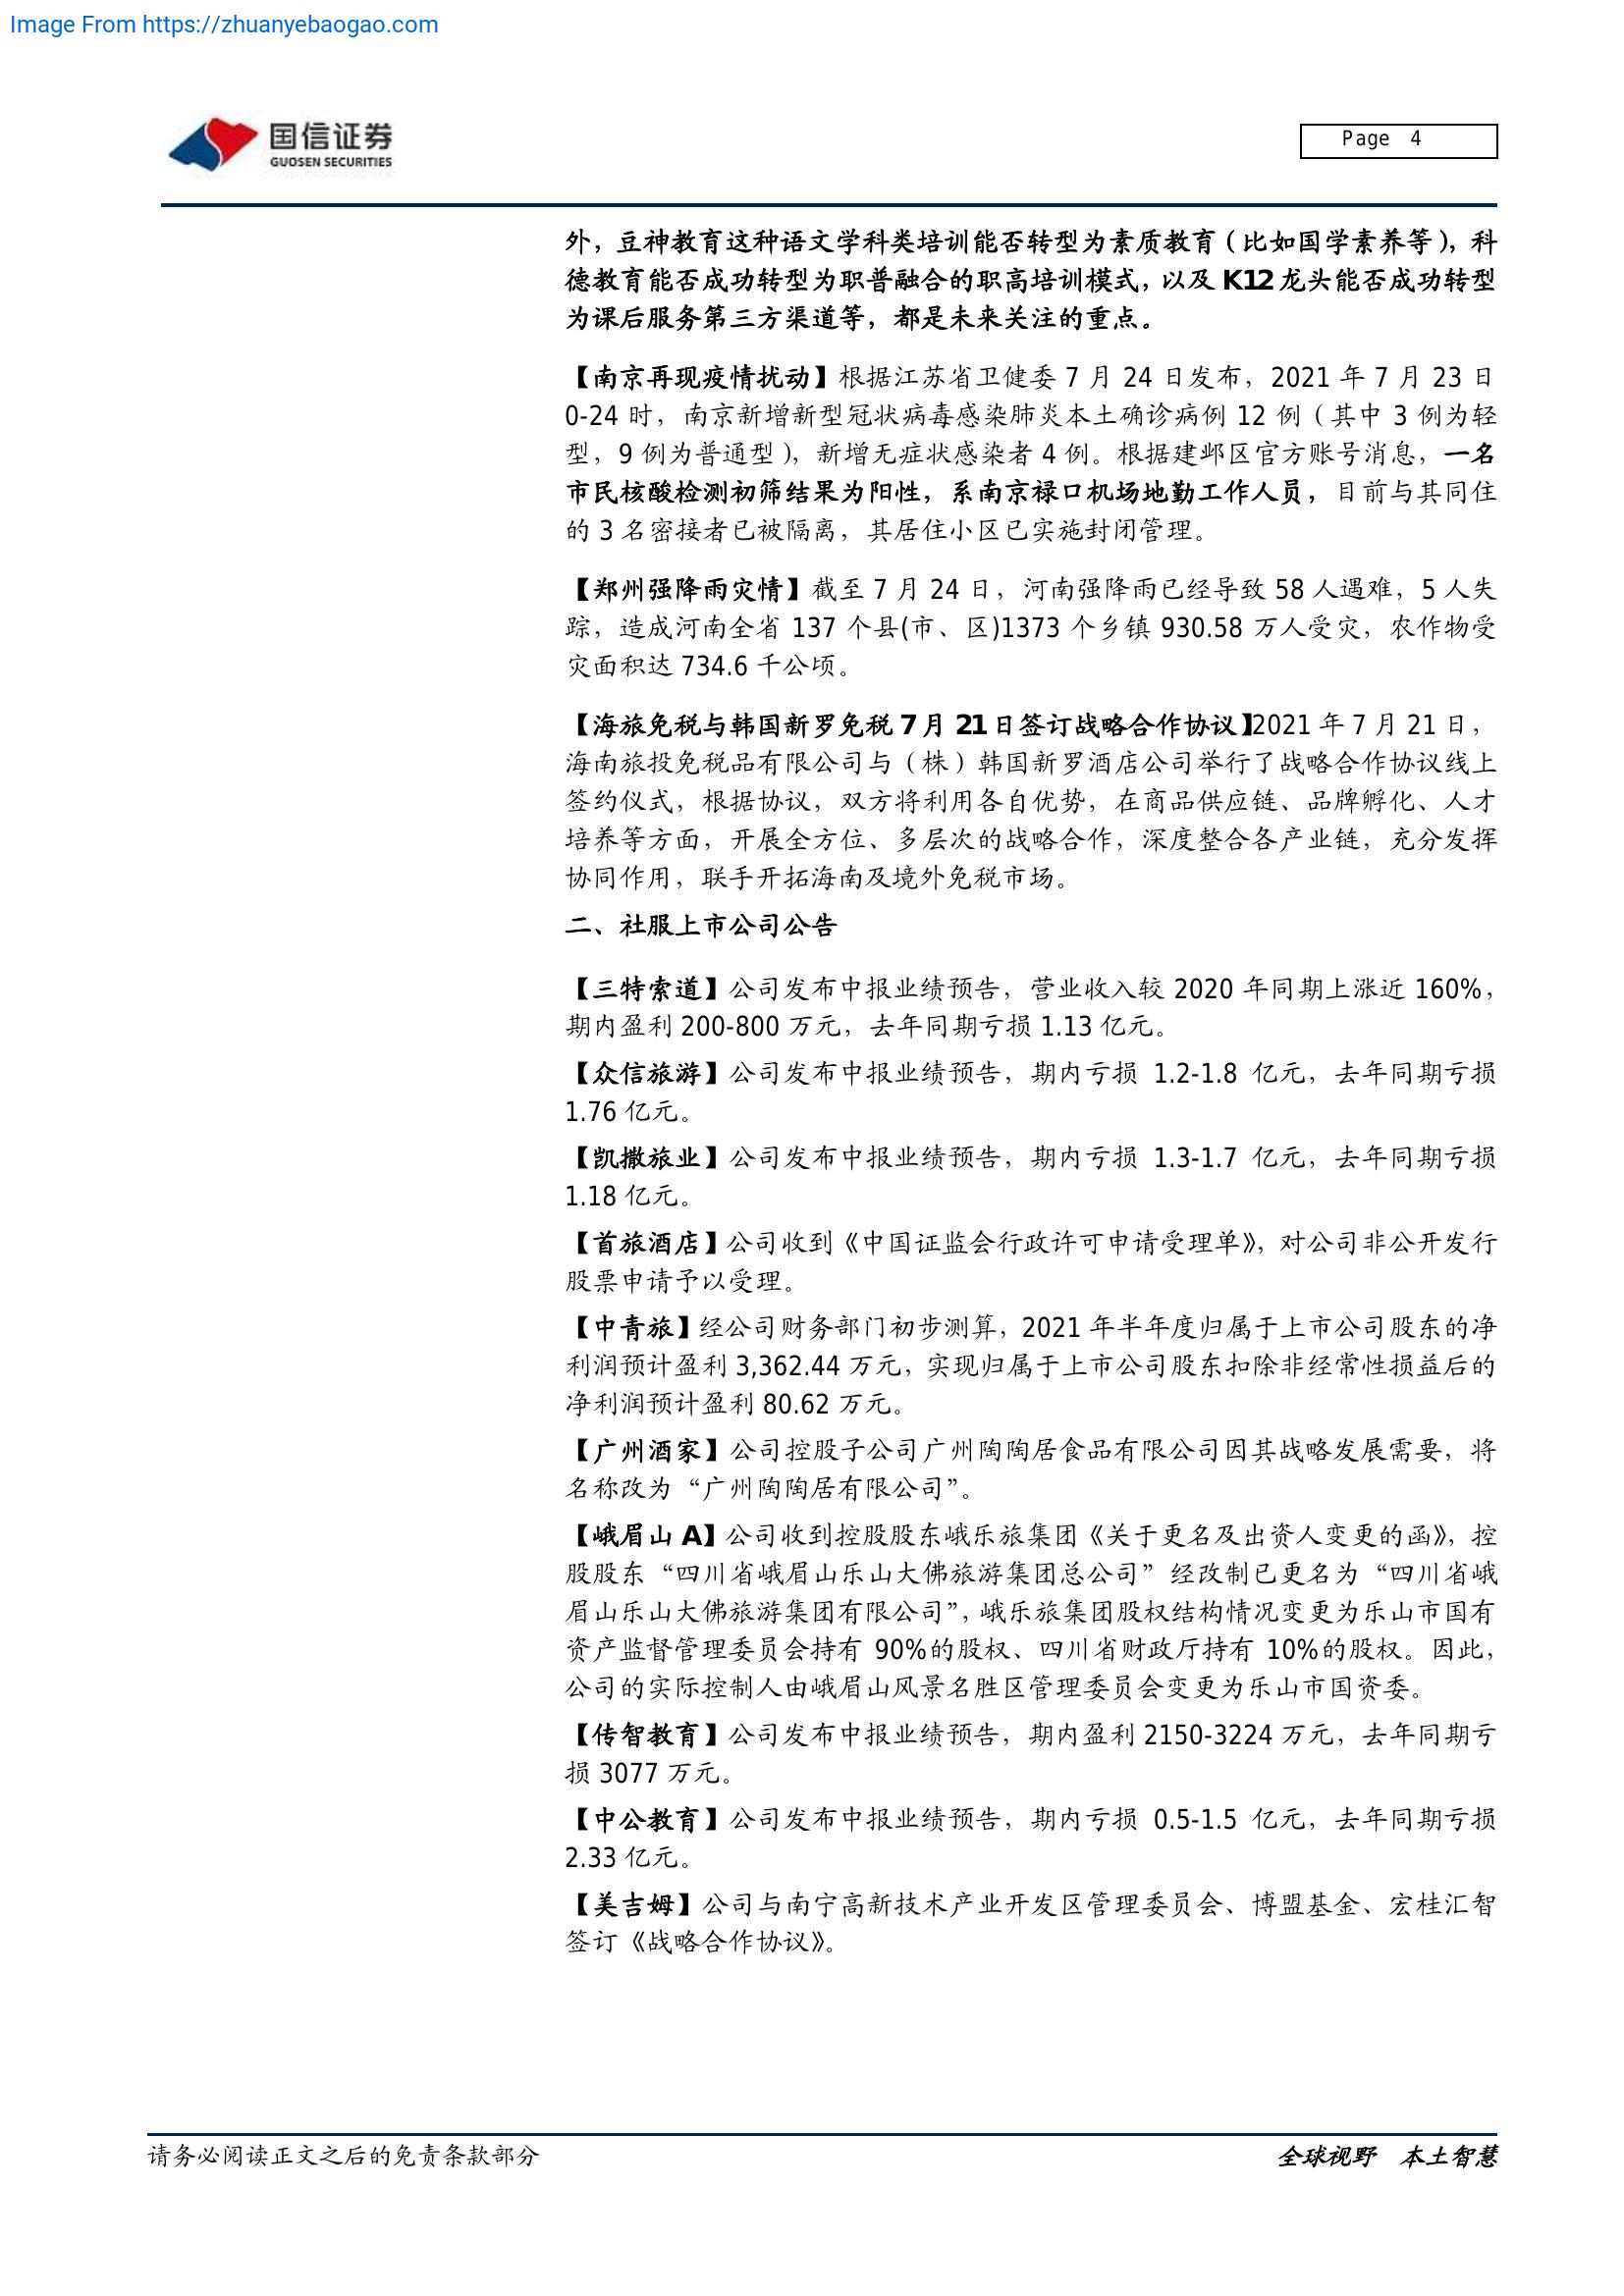 Image From https://zhuanyebaogao.com
国信证券
GUOSEN SECURITIES
Page 4
外，豆神教育这种语文学科类培训能否转型为素质教育（比如国学素养等），科
德教育能否成功转型为职普融合的职高培训模式，以及 K12 龙头能否成功转型
为课后服务第三方渠道等，都是未来关注的重点。
【南京再现疫情扰动】根据江苏省卫健委 7 月 24 日发布，2021 年 7 月 23 日
0-24 时，南京新增新型冠状病毒感染肺炎本土确诊病例 12 例（其中 3 例为轻
型，9 例为普通型），新增无症状感染者 4 例。根据建邺区官方账号消息，一名
市民核酸检测初筛结果为阳性，系南京禄口机场地勤工作人员，目前与其同住
的 3 名密接者已被隔离，其居住小区已实施封闭管理。
【郑州强降雨灾情】截至 7 月 24 日，河南强降雨已经导致 58 人遇难，5 人失
踪，造成河南全省 137 个县(市、区)1373 个乡镇 930.58 万人受灾，农作物受
灾面积达 734.6 千公顷。
【海旅免税与韩国新罗免税 7 月 21 日签订战略合作协议】2021 年 7 月 21 日，
海南旅投免税品有限公司与（株）韩国新罗酒店公司举行了战略合作协议线上
签约仪式，根据协议，双方将利用各自优势，在商品供应链、品牌孵化、人才
培养等方面，开展全方位、多层次的战略合作，深度整合各产业链，充分发挥
协同作用，联手开拓海南及境外免税市场。
二、社服上市公司公告
【三特索道】公司发布中报业绩预告，营业收入较 2020 年同期上涨近 160%，
期内盈利 200-800 万元，去年同期亏损 1.13 亿元。
【众信旅游】公司发布中报业绩预告，期内亏损 1.2-1.8 亿元，去年同期亏损
1.76 亿元。
【凯撒旅业】公司发布中报业绩预告，期内亏损 1.3-1.7 亿元，去年同期亏损
1.18 亿元。
【首旅酒店】公司收到《中国证监会行政许可申请受理单》，对公司非公开发行
股票申请予以受理。
【中青旅】经公司财务部门初步测算，2021 年半年度归属于上市公司股东的净
利润预计盈利 3,362.44 万元，实现归属于上市公司股东扣除非经常性损益后的
净利润预计盈利 80.62 万元。
【广州酒家】公司控股子公司广州陶陶居食品有限公司因其战略发展需要，将
名称改为“广州陶陶居有限公司”。
【峨眉山 A】公司收到控股股东峨乐旅集团《关于更名及出资人变更的函》，控
股股东“四川省峨眉山乐山大佛旅游集团总公司”经改制已更名为“四川省峨
眉山乐山大佛旅游集团有限公司”，峨乐旅集团股权结构情况变更为乐山市国有
资产监督管理委员会持有 90%的股权、四川省财政厅持有 10%的股权。因此，
公司的实际控制人由峨眉山风景名胜区管理委员会变更为乐山市国资委。
【传智教育】公司发布中报业绩预告，期内盈利 2150-3224 万元，去年同期亏
损 3077 万元。
【中公教育】公司发布中报业绩预告，期内亏损 0.5-1.5 亿元，去年同期亏损
2.33 亿元。
【美吉姆】公司与南宁高新技术产业开发区管理委员会、博盟基金、宏桂汇智
签订《战略合作协议》。
请务必阅读正文之后的免责条款部分
全球视野 本土智慧